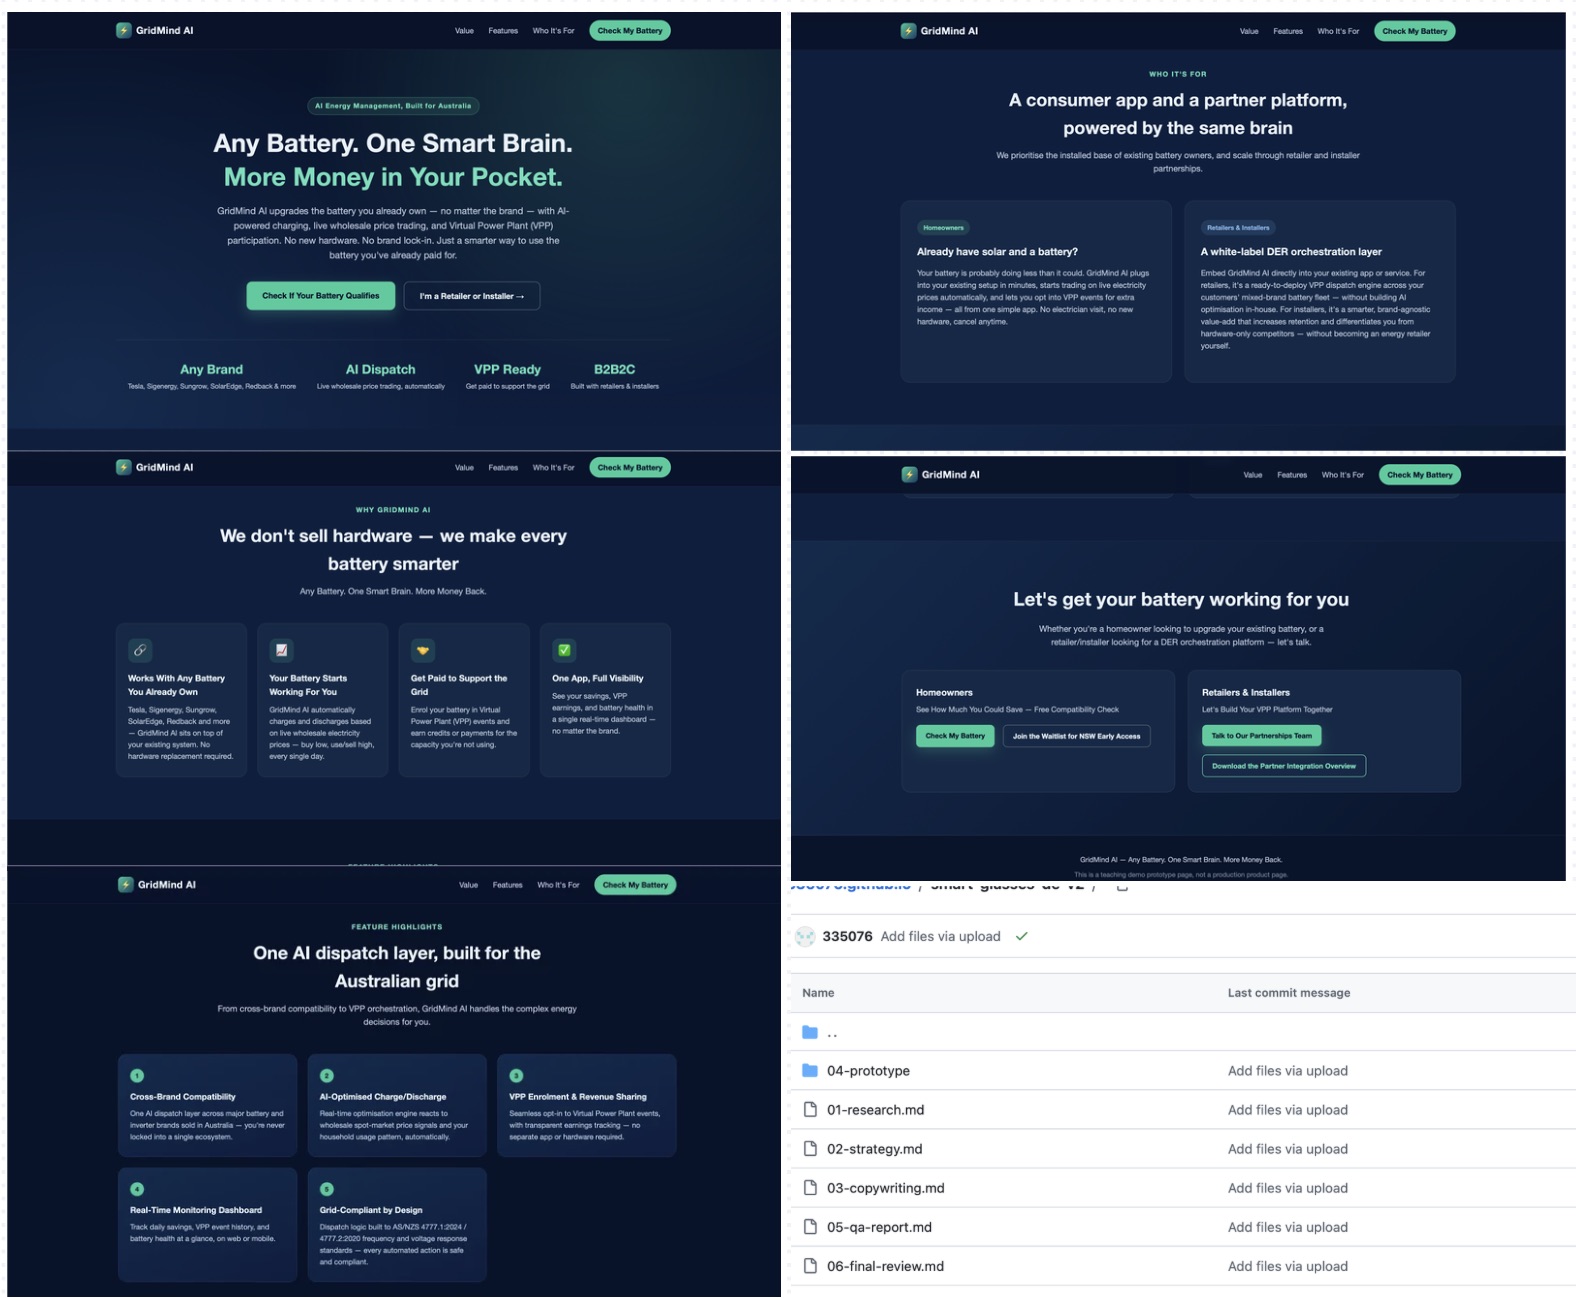 GridMind AI
Value
Features
Who It's For
Check My Battery
AI Energy Management, Built for Australia
Any Battery. One Smart Brain.
More Money in Your Pocket.
GridMind AI upgrades the battery you already own — no matter the brand — with AI-
powered charging, live wholesale price trading, and Virtual Power Plant (VPP)
participation. No new hardware. No brand lock-in. Just a smarter way to use the
battery you've already paid for.
Check If Your Battery Qualifies
I'm a Retailer or Installer →
Any Brand
Tesla, Sigenergy, Sungrow, SolarEdge, Redback & more
AI Dispatch
Live wholesale price trading, automatically
VPP Ready
Get paid to support the grid
B2B2C
Built with retailers & installers
GridMind AI
Value
Features
Who It's For
Check My Battery
WHY GRIDMIND AI
We don't sell hardware — we make every
battery smarter
Any Battery. One Smart Brain. More Money Back.
Works With Any Battery
You Already Own
Tesla, Sigenergy, Sungrow,
SolarEdge, Redback and more
— GridMind AI sits on top of
your existing system. No
hardware replacement required.
Your Battery Starts
Working For You
GridMind AI automatically
charges and discharges based
on live wholesale electricity
prices — buy low, use/sell high,
every single day.
Get Paid to Support the
Grid
Enrol your battery in Virtual
Power Plant (VPP) events and
earn credits or payments for the
capacity you're not using.
One App, Full Visibility
See your savings, VPP
earnings, and battery health in
a single real-time dashboard —
no matter the brand.
FEATURE HIGHLIGHTS
GridMind AI
Value
Features
Who It's For
Check My Battery
FEATURE HIGHLIGHTS
One AI dispatch layer, built for the
Australian grid
From cross-brand compatibility to VPP orchestration, GridMind AI handles the complex energy
decisions for you.
1
Cross-Brand Compatibility
One AI dispatch layer across major battery and
inverter brands sold in Australia — you're never
locked into a single ecosystem.
2
AI-Optimised Charge/Discharge
Real-time optimisation engine reacts to
wholesale spot-market price signals and your
household usage pattern, automatically.
3
VPP Enrolment & Revenue Sharing
Seamless opt-in to Virtual Power Plant events,
with transparent earnings tracking — no
separate app or hardware required.
4
Real-Time Monitoring Dashboard
Track daily savings, VPP event history, and
battery health at a glance, on web or mobile.
5
Grid-Compliant by Design
Dispatch logic built to AS/NZS 4777.1:2024 /
4777.2:2020 frequency and voltage response
standards — every automated action is safe
and compliant.
GridMind AI
Value
Features
Who It's For
Check My Battery
WHO IT'S FOR
A consumer app and a partner platform,
powered by the same brain
We prioritise the installed base of existing battery owners, and scale through retailer and installer
partnerships.
Homeowners
Already have solar and a battery?
Your battery is probably doing less than it could. GridMind AI plugs
into your existing setup in minutes, starts trading on live electricity
prices automatically, and lets you opt into VPP events for extra
income — all from one simple app. No electrician visit, no new
hardware, cancel anytime.
Retailers & Installers
A white-label DER orchestration layer
Embed GridMind AI directly into your existing app or service. For
retailers, it's a ready-to-deploy VPP dispatch engine across your
customers' mixed-brand battery fleet — without building AI
optimisation in-house. For installers, it's a smarter, brand-agnostic
value-add that increases retention and differentiates you from
hardware-only competitors — without becoming an energy retailer
yourself.
GridMind AI
Value
Features
Who It's For
Check My Battery
Let's get your battery working for you
Whether you're a homeowner looking to upgrade your existing battery, or a
retailer/installer looking for a DER orchestration platform — let's talk.
Homeowners
See How Much You Could Save — Free Compatibility Check
Check My Battery
Join the Waitlist for NSW Early Access
Retailers & Installers
Let's Build Your VPP Platform Together
Talk to Our Partnerships Team
Download the Partner Integration Overview
GridMind AI — Any Battery. One Smart Brain. More Money Back.
This is a teaching demo prototype page, not a production product page.
335076 Add files via upload
Name
Last commit message
..
04-prototype
Add files via upload
01-research.md
Add files via upload
02-strategy.md
Add files via upload
03-copywriting.md
Add files via upload
05-qa-report.md
Add files via upload
06-final-review.md
Add files via upload